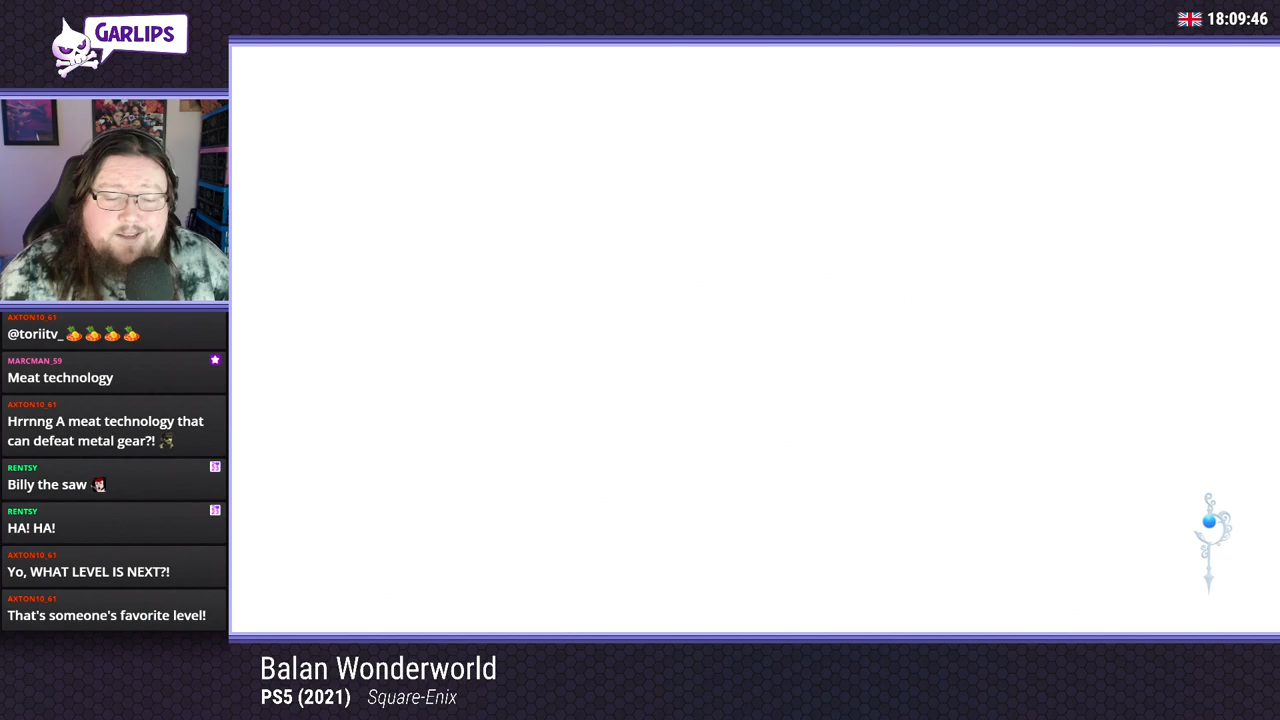 GARLIPS
18:09:46
AXTON10_61
@toriitv_
MARCMAN_59
Meat technology
AXTON10_61
Hrrnng A meat technology that
can defeat metal gear?!
RENTSY
Billy the saw
RENTSY
HA! HA!
AXTON10_61
Yo, WHAT LEVEL IS NEXT?!
AXTON10_61
That's someone's favorite level!
Balan Wonderworld
PS5 (2021) Square-Enix